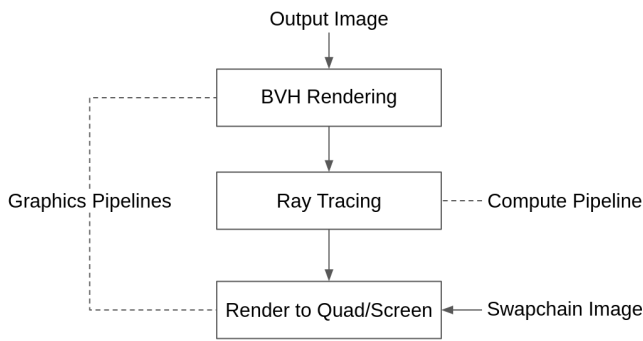 Output Image
BVH Rendering
Graphics Pipelines
Ray Tracing
Compute Pipeline
Render to Quad/Screen
Swapchain Image